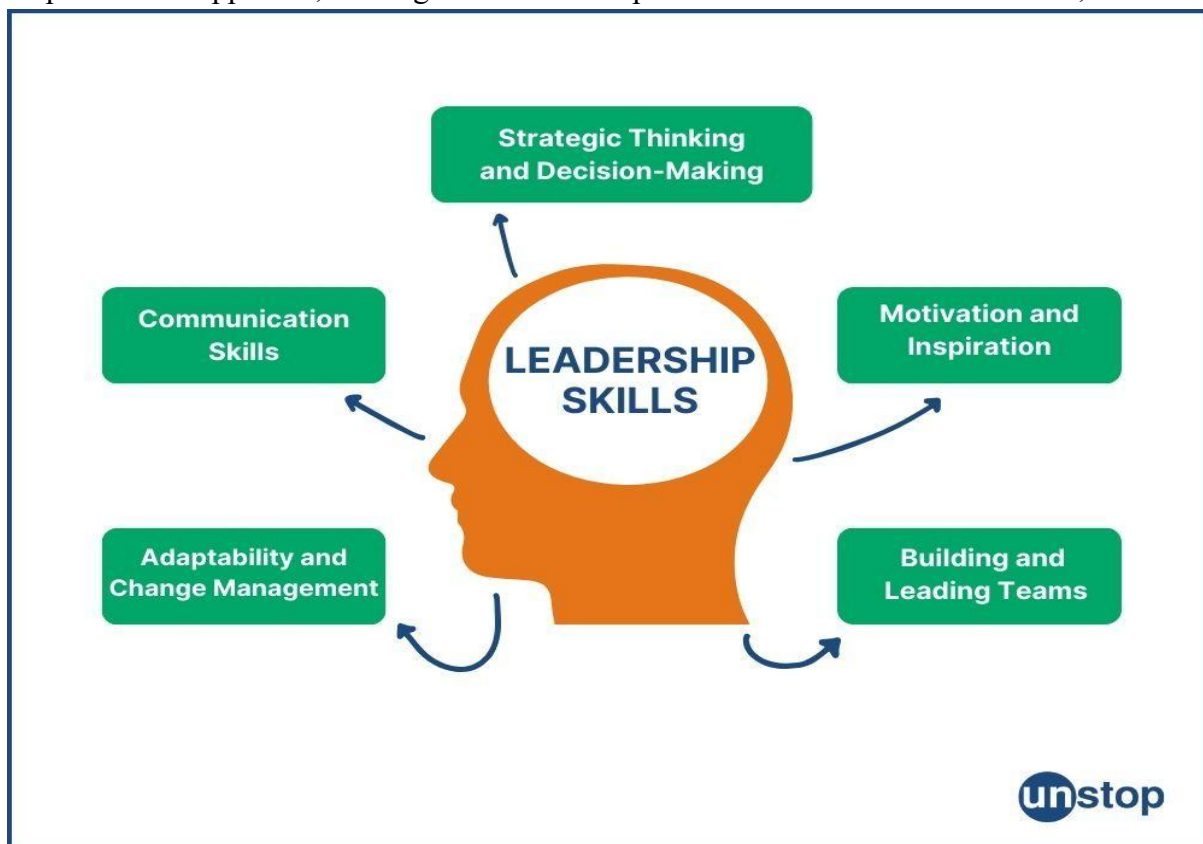 Strategic Thinking
and Decision-Making
Communication
Skills
LEADERSHIP
SKILLS
Motivation and
Inspiration
Adaptability and
Change Management
Building and
Leading Teams
unstop